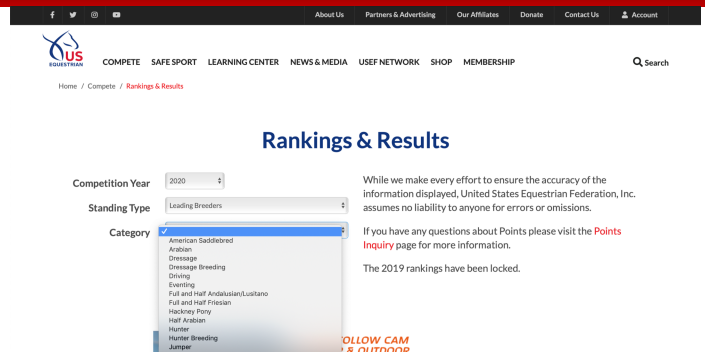 About Us Partners & Advertising Our Affiliates Donate Contact Us Account
US
EQUESTRIAN
COMPETE SAFE SPORT LEARNING CENTER NEWS & MEDIA USEF NETWORK SHOP MEMBERSHIP Search
Home / Compete / Rankings & Results
Rankings & Results
Competition Year 2020
Standing Type Leading Breeders
Category
American Saddlebred
Arabian
Dressage
Dressage Breeding
Driving
Eventing
Full and Half Andalusian/Lusitano
Full and Half Friesian
Hackney Pony
Half Arabian
Hunter
Hunter Breeding
Jumper
While we make every effort to ensure the accuracy of the
information displayed, United States Equestrian Federation, Inc.
assumes no liability to anyone for errors or omissions.
If you have any questions about Points please visit the Points
Inquiry page for more information.
The 2019 rankings have been locked.
OLLOW CAM
& OUTDOOR